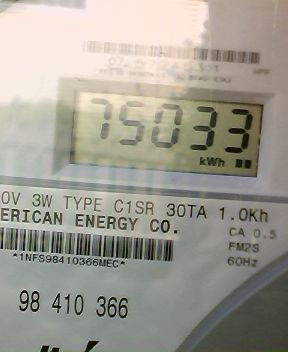 75033
kWh
0V 3W TYPE C1SR 30TA 1.0Kh
ERICAN ENERGY CO.
CA 0.5
FM2S
*1NFS98410366MEC*
60Hz
98 410 366